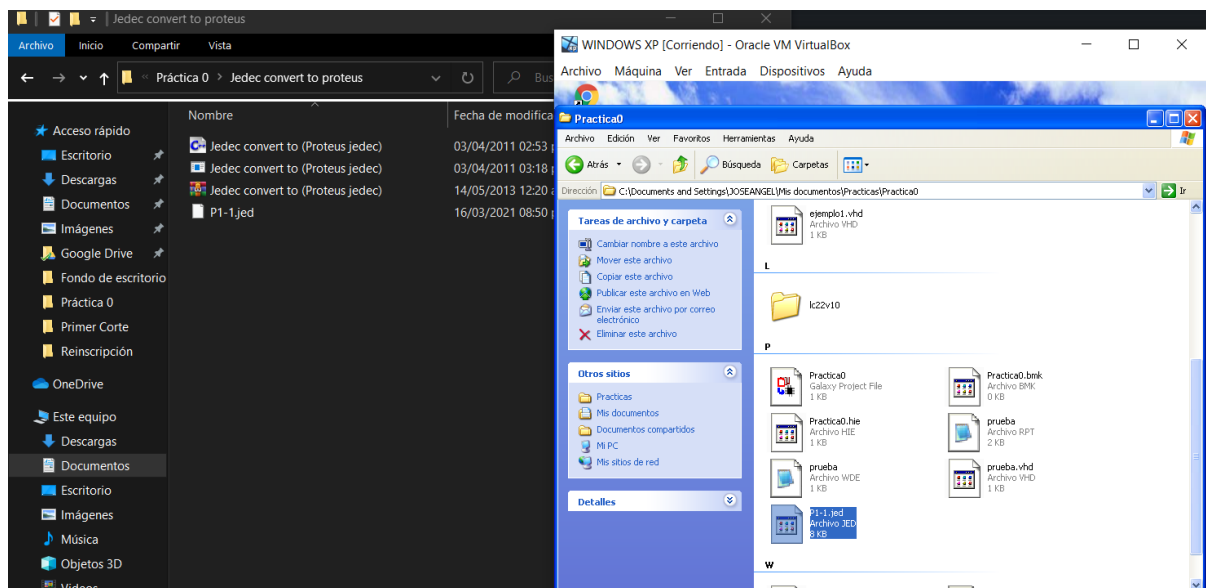 Jedec convert to proteus
Archivo Inicio Compartir Vista
Práctica 0 Jedec convert to proteus
Nombre Fecha de modifica
Acceso rápido
Escritorio
Descargas
Documentos
Imágenes
Google Drive
Fondo de escritorio
Práctica 0
Primer Corte
Reinscripción
OneDrive
Este equipo
Descargas
Documentos
Escritorio
Imágenes
Música
Objetos 3D
Videos
Jedec convert to (Proteus jedec) 03/04/2011 02:53
Jedec convert to (Proteus jedec) 03/04/2011 03:18
Jedec convert to (Proteus jedec) 14/05/2013 12:20
P1-1.jed 16/03/2021 08:50
WINDOWS XP [Corriendo] - Oracle VM VirtualBox
Archivo Máquina Ver Entrada Dispositivos Ayuda
Practica0
Archivo Edición Ver Favoritos Herramientas Ayuda
Atrás Búsqueda Carpetas
Dirección C:\Documents and Settings\JOSEANGEL\Mis documentos\Practicas\Practica0 Ir
Tareas de archivo y carpeta
Cambiar nombre a este archivo
Mover este archivo
Copiar este archivo
Publicar este archivo en Web
Enviar este archivo por correo
electrónico
Eliminar este archivo
Otros sitios
Practicas
Mis documentos
Documentos compartidos
Mi PC
Mis sitios de red
Detalles
ejemplo1.vhd
Archivo VHD
1 KB
L
lc22v10
P
Practica0
Galaxy Project File
1 KB
Practica0.bmk
Archivo BMK
0 KB
Practica0.hie
Archivo HIE
1 KB
prueba
Archivo RPT
2 KB
prueba
Archivo WDE
1 KB
prueba.vhd
Archivo VHD
1 KB
P1-1.jed
Archivo JED
8 KB
W